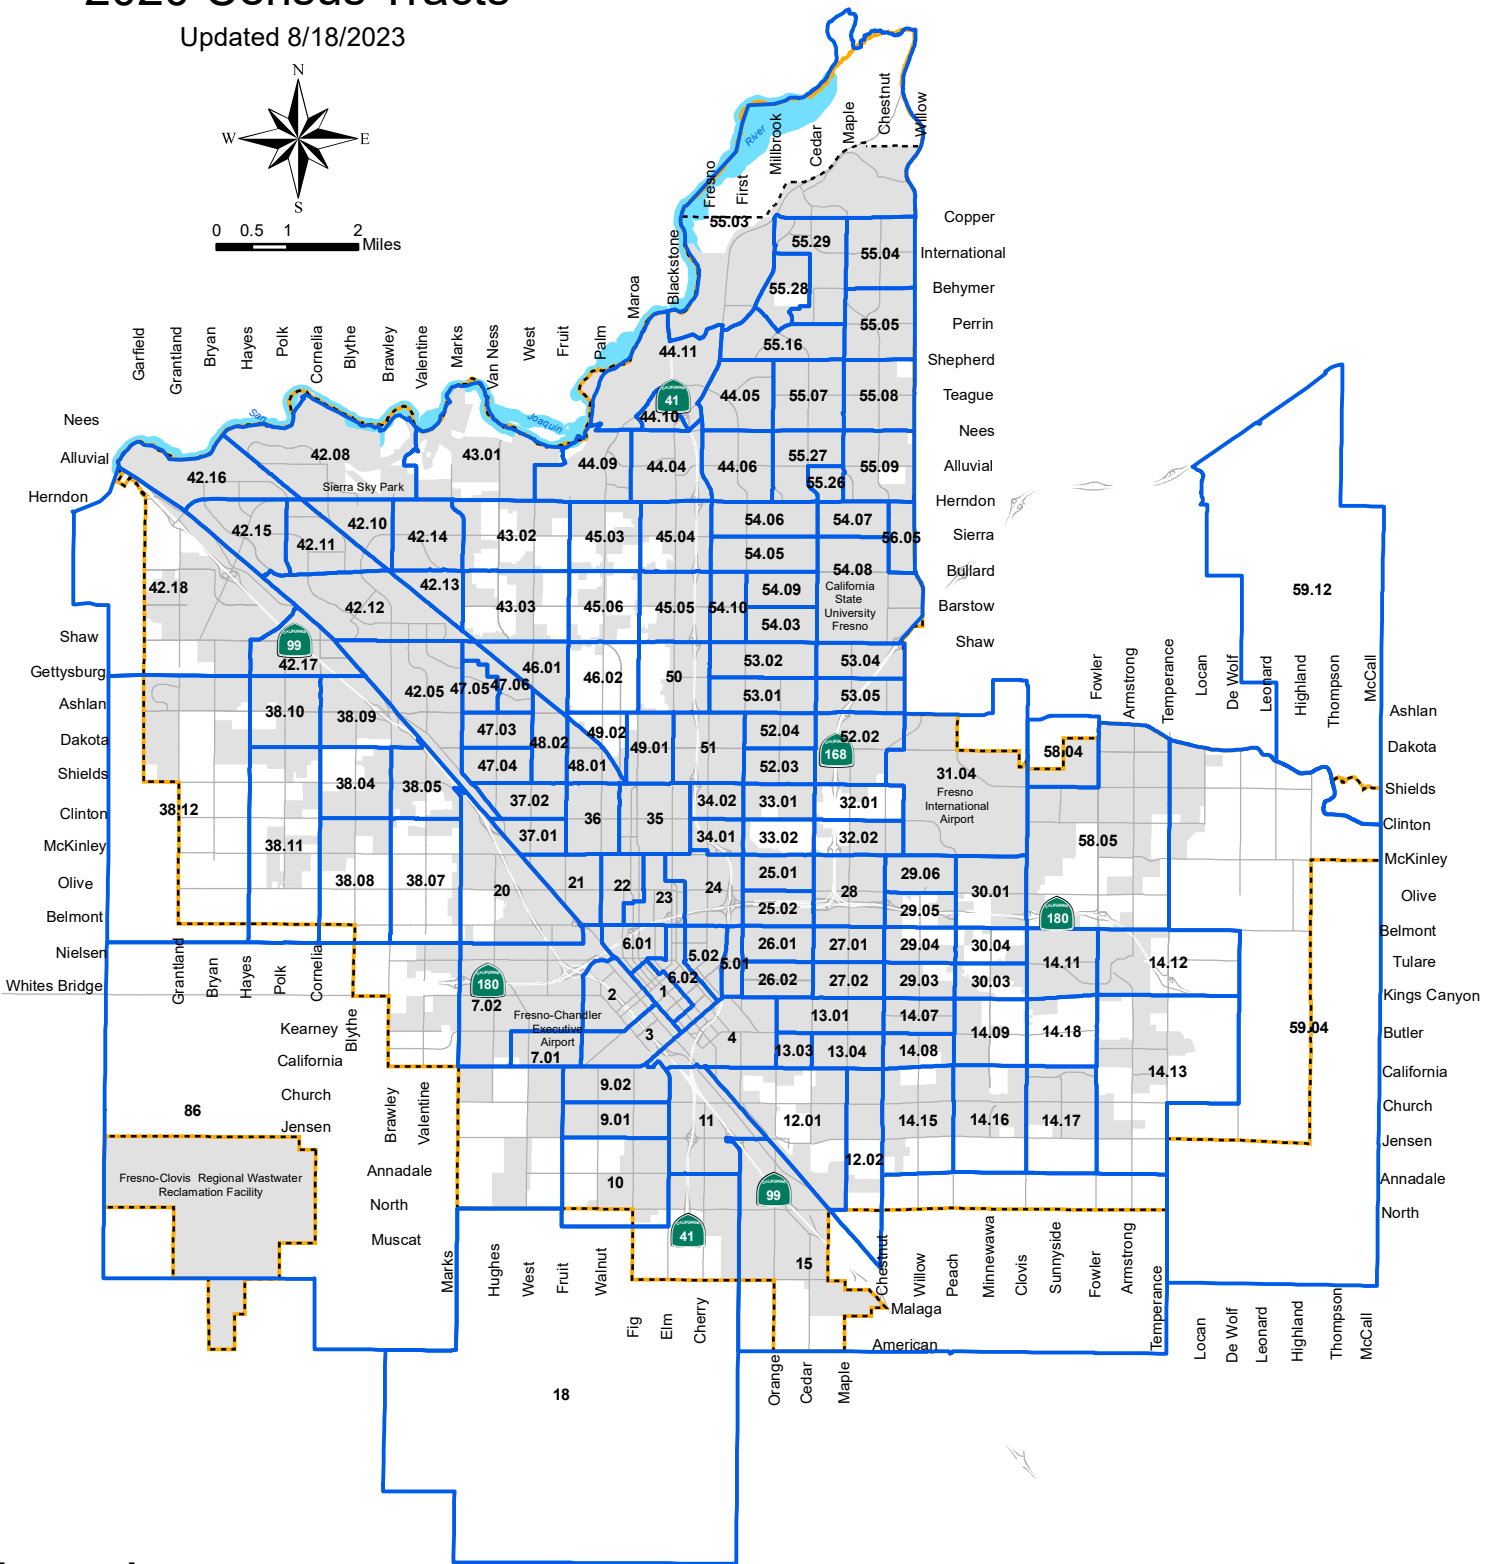 Updated 8/18/2023
N
W E
S
0 0.5 1 2
Miles
Willow
Chestnut
Maple
Cedar
Millbrook
First
Fresno
River
Blackstone
Maroa
Palm
Fruit
West
Van Ness
Marks
Valentine
Brawley
Blythe
Cornelia
Polk
Hayes
Bryan
Grantland
Garfield
San
Joaquin
Nees
Alluvial
Herndon
Shaw
Gettysburg
Ashlan
Dakota
Shields
Clinton
McKinley
Olive
Belmont
Nielsen
Whites Bridge
Copper
International
Behymer
Perrin
Shepherd
Teague
Nees
Alluvial
Herndon
Sierra
Bullard
Barstow
Shaw
55.03
55.29 55.04
55.28
55.05
55.16
44.11
41
44.10
44.05 55.07 55.08
42.16 42.08 43.01 44.09 44.04 44.06 55.27 55.09
55.26
Sierra Sky Park
42.15 42.10 42.11 42.14 43.02 45.03 45.04 54.06 54.07 56.05
54.05 54.08
42.18 42.13 42.12 43.03 45.06 45.05 54.10 54.09
54.03
California
State
University
Fresno
59.12
99
42.17
42.05 47.05 47.06 46.01 46.02 50 53.02 53.04
53.01 53.05
38.10 38.09 47.03 48.02 49.02 49.01 51 52.04 52.02
168
47.04 48.01 52.03
38.12 38.04 38.05 37.02 36 35 34.02 33.01 32.01
37.01 34.01 33.02 32.02
31.04
Fresno
International
Airport
58.04
58.05
38.11 38.08 38.07 20 21 22 23 24 25.01 28 29.06 30.01
25.02 29.05
180
6.01 5.02 5.01 26.01 27.01 29.04 30.04 14.11 14.12
6.02 26.02 27.02 29.03 30.03
180
7.02 2 1
Fresno-Chandler
Executive
Airport
7.01 3 4 13.01 14.07 14.09 14.18 59.04
13.03 13.04 14.08 14.13
9.02
9.01 11 12.01 14.15 14.16 14.17
12.02
10
99
41
15
86
18
Fresno-Clovis Regional Wastwater
Reclamation Facility
Fowler
Armstrong
Temperance
Locan
De Wolf
Leonard
Highland
Thompson
McCall
Ashlan
Dakota
Shields
Clinton
McKinley
Olive
Belmont
Tulare
Kings Canyon
Butler
California
Church
Jensen
Annadale
North
Grantland
Bryan
Hayes
Polk
Cornelia
Blythe
Kearney
California
Church
Jensen
Brawley
Valentine
Annadale
North
Muscat
Marks
Hughes
West
Fruit
Walnut
Fig
Elm
Cherry
Orange
Cedar
Maple
Malaga
American
Chestnut
Willow
Peach
Minnewawa
Clovis
Sunnyside
Fowler
Armstrong
Temperance
Locan
De Wolf
Leonard
Highland
Thompson
McCall